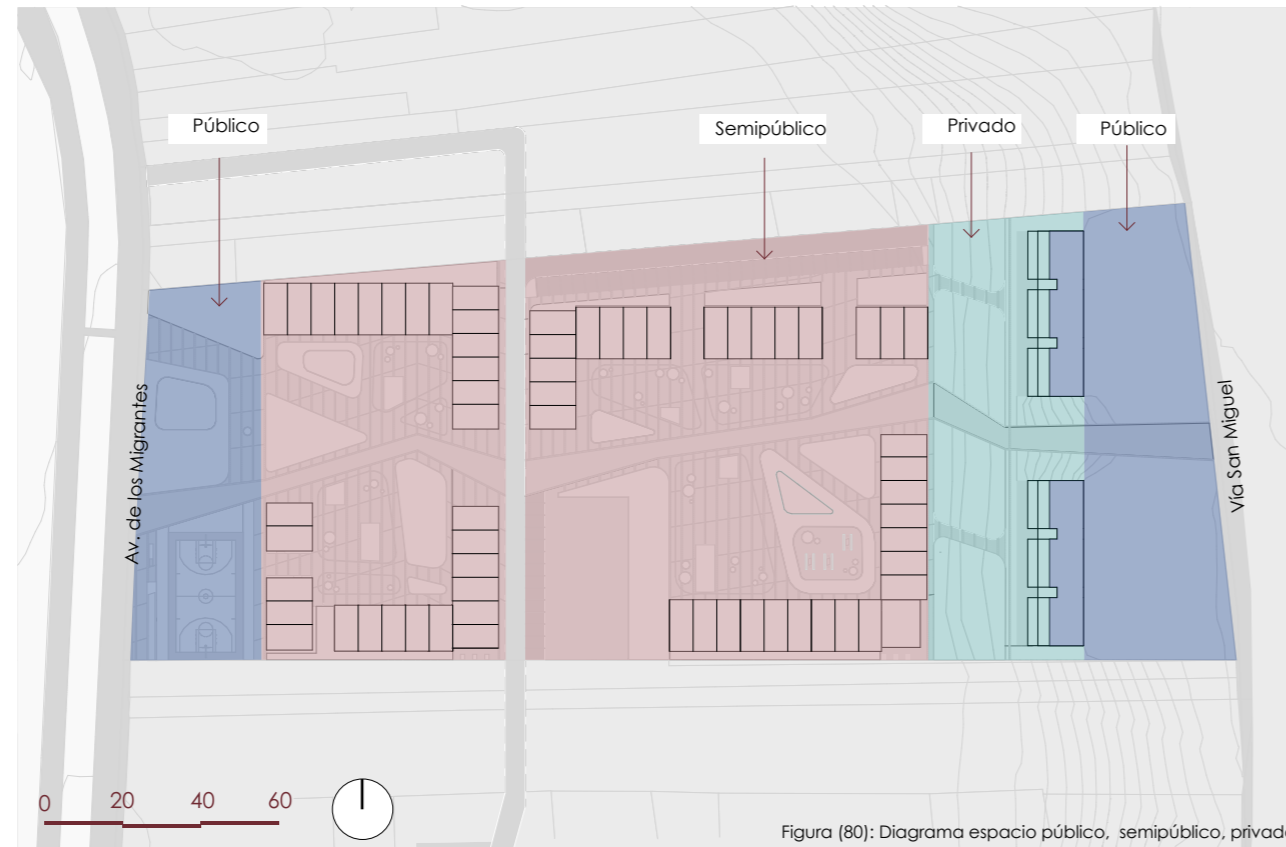 Público
Semipúblico
Privado
Público
Av. de los Migrantes
Vía San Miguel
0 20 40 60
Figura (80): Diagrama espacio público, semipúblico, privado